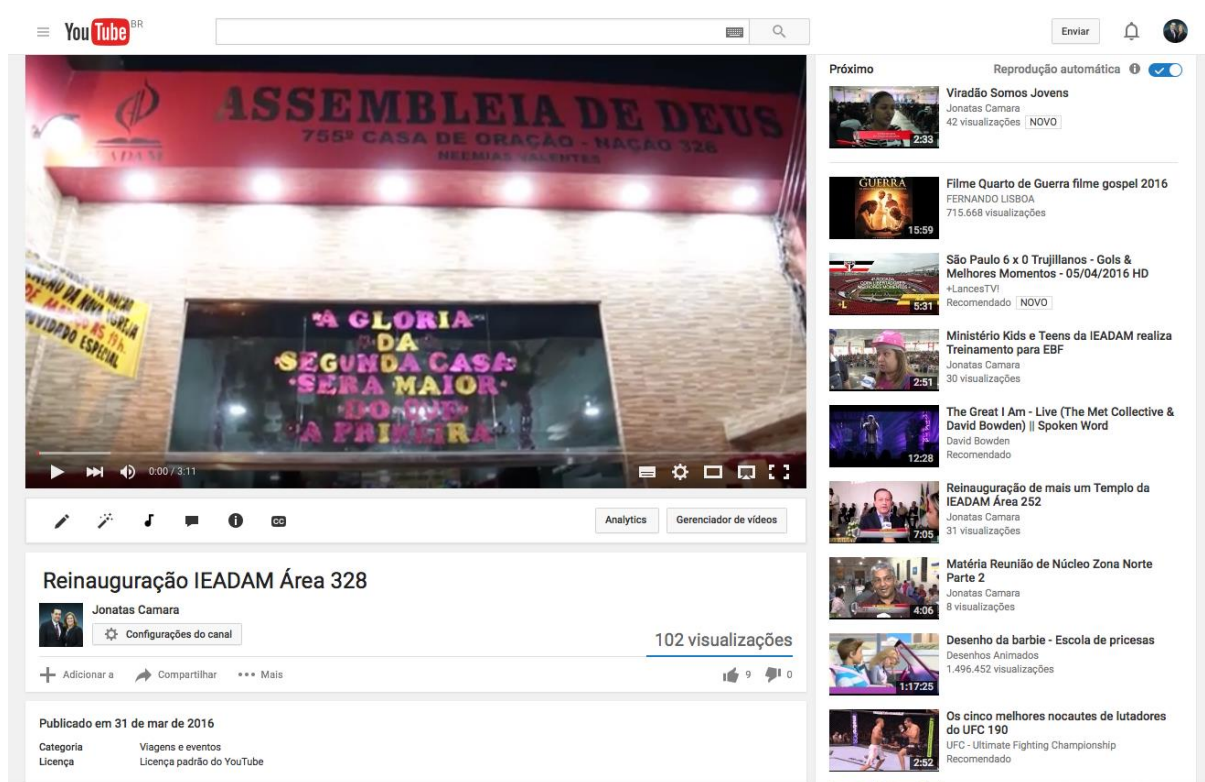 YouTube BR
Enviar
ASSEMBLEIA DE DEUS
755 - CASA DE ORAÇÃO - NAÇÃO 328
NEEMIAS VALENTES
ESPECIAL
A GLORIA
DA
SEGUNDA CASA
ERA MAIOR
DO QUE
0:00 / 3:11
CC
Analytics
Gerenciador de vídeos
Reinauguração IEADAM Área 328
Jonatas Camara
Configurações do canal
102 visualizações
Adicionar a
Compartilhar
Mais
9
0
Publicado em 31 de mar de 2016
Categoria Viagens e eventos
Licença Licença padrão do YouTube
Próximo
Reprodução automática
Viradão Somos Jovens
Jonatas Camara
42 visualizações NOVO
2:33
GUERRA
15:59
Filme Quarto de Guerra filme gospel 2016
FERNANDO LISBOA
715.668 visualizações
5:31
São Paulo 6 x 0 Trujillanos - Gols &
Melhores Momentos - 05/04/2016 HD
+LancesTV!
Recomendado NOVO
2:51
Ministério Kids e Teens da IEADAM realiza
Treinamento para EBF
Jonatas Camara
30 visualizações
12:28
The Great I Am - Live (The Met Collective &
David Bowden) || Spoken Word
David Bowden
Recomendado
7:05
Reinauguração de mais um Templo da
IEADAM Área 252
Jonatas Camara
31 visualizações
4:06
Matéria Reunião de Núcleo Zona Norte
Parte 2
Jonatas Camara
8 visualizações
1:17:25
Desenho da barbie - Escola de pricesas
Desenhos Animados
1.496.452 visualizações
2:52
Os cinco melhores nocautes de lutadores
do UFC 190
UFC - Ultimate Fighting Championship
Recomendado